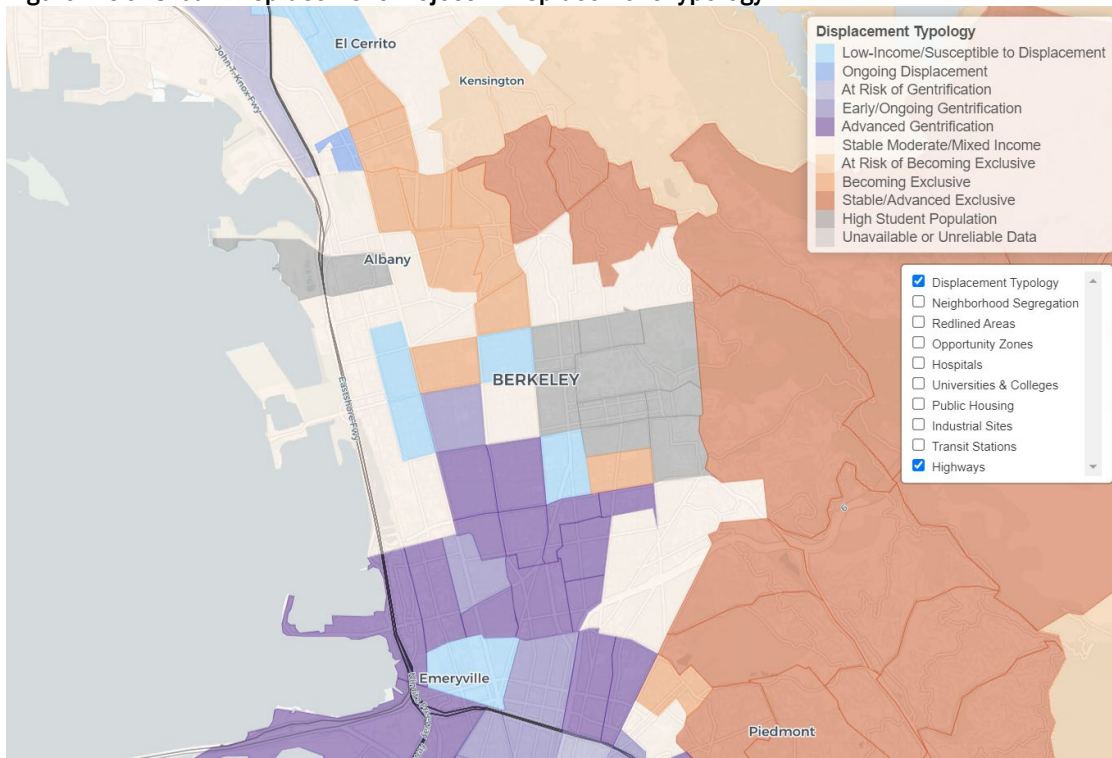 El Cerrito
John T. Knox Fwy
Kensington
Displacement Typology
Low-Income/Susceptible to Displacement
Ongoing Displacement
At Risk of Gentrification
Early/Ongoing Gentrification
Advanced Gentrification
Stable Moderate/Mixed Income
At Risk of Becoming Exclusive
Becoming Exclusive
Stable/Advanced Exclusive
High Student Population
Unavailable or Unreliable Data
Albany
Displacement Typology
Neighborhood Segregation
Redlined Areas
Opportunity Zones
Hospitals
Universities & Colleges
Public Housing
Industrial Sites
Transit Stations
Highways
BERKELEY
Eastshore Fwy
Emeryville
Piedmont